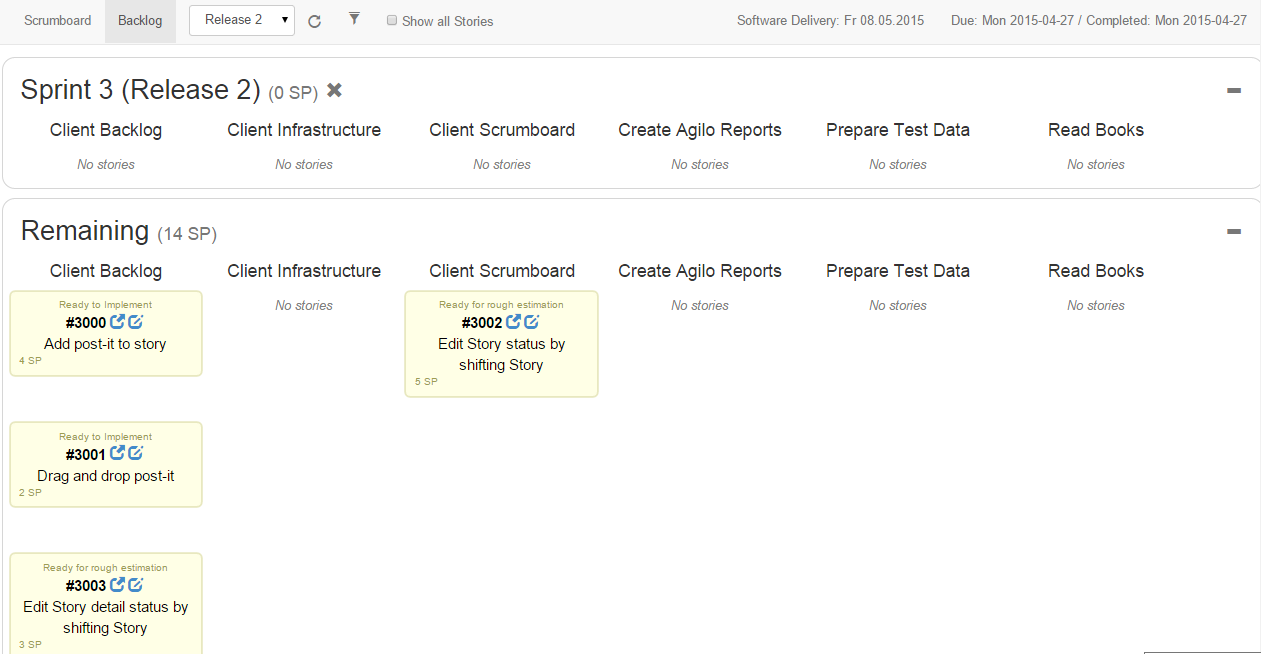 Scrumboard Backlog Release 2 Show all Stories Software Delivery: Fr 08.05.2015 Due: Mon 2015-04-27 / Completed: Mon 2015-04-27
Sprint 3 (Release 2) (0 SP)
Client Backlog Client Infrastructure Client Scrumboard Create Agilo Reports Prepare Test Data Read Books
No stories No stories No stories No stories No stories No stories
Remaining (14 SP)
Client Backlog Client Infrastructure Client Scrumboard Create Agilo Reports Prepare Test Data Read Books
Ready to Implement
#3000
Add post-it to story
4 SP
Ready to Implement
#3001
Drag and drop post-it
2 SP
Ready for rough estimation
#3003
Edit Story detail status by
shifting Story
3 SP
No stories
Ready for rough estimation
#3002
Edit Story status by
shifting Story
5 SP
No stories
No stories
No stories